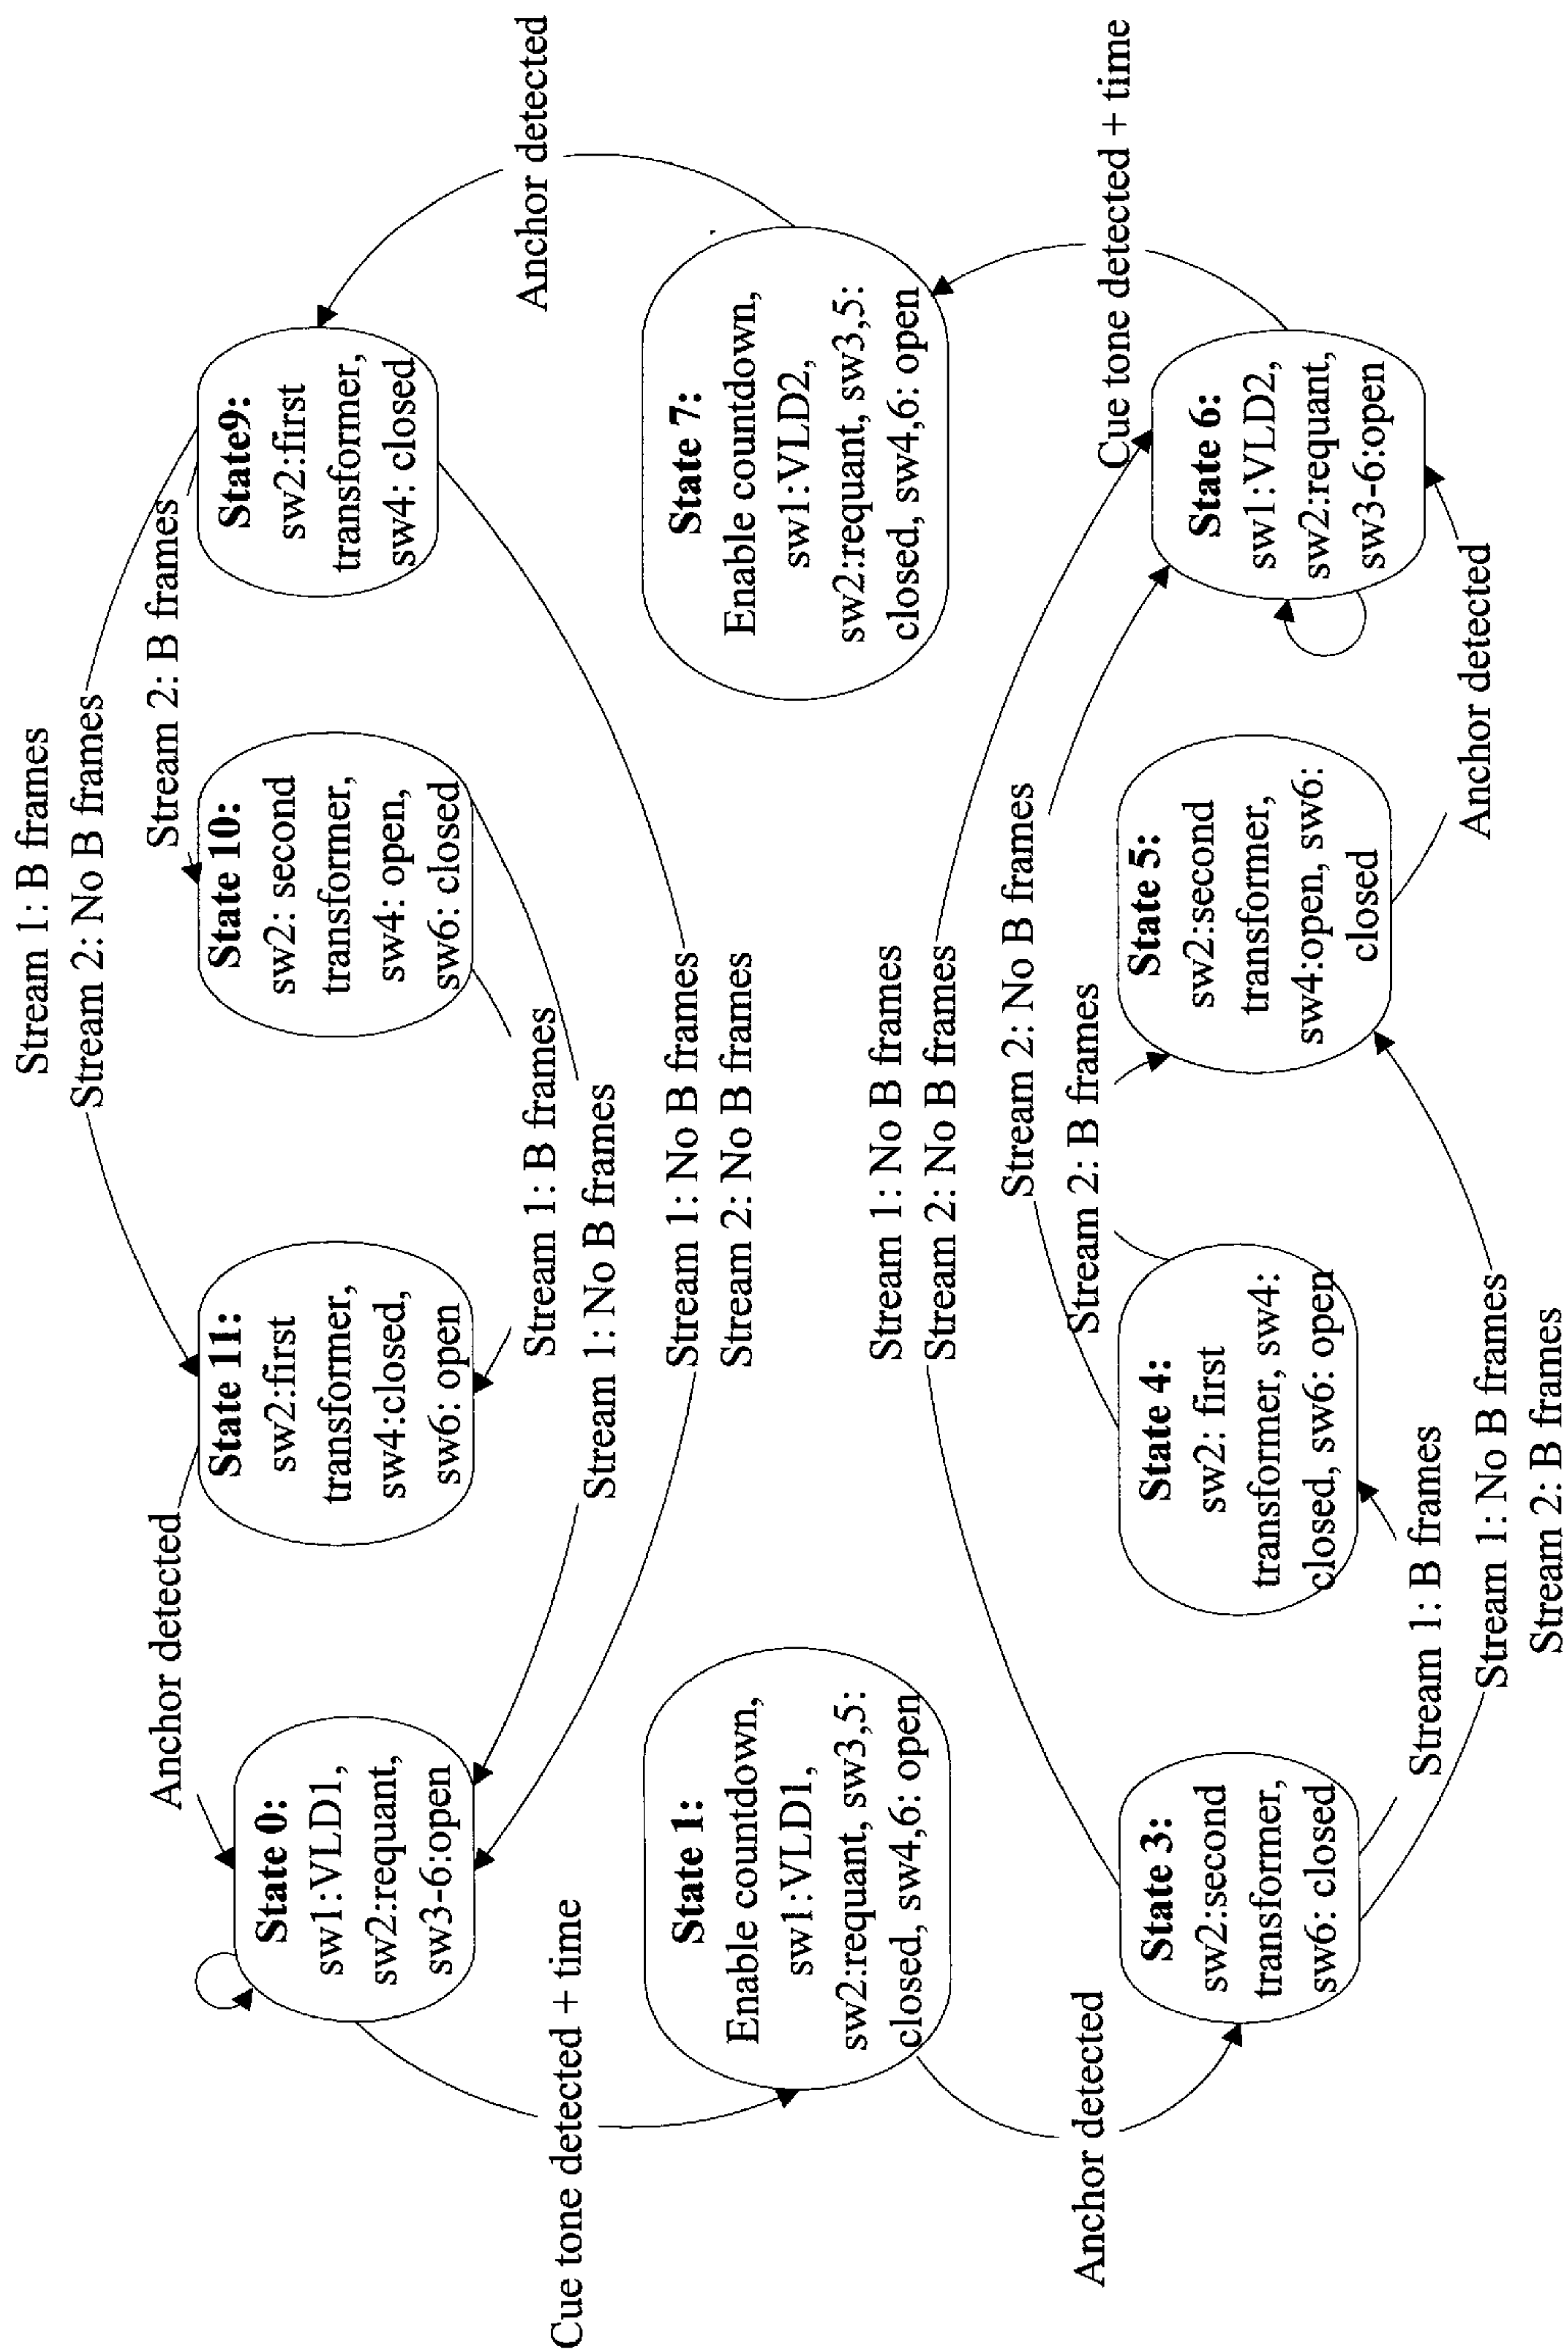 Anchor detected
State 0:
sw1:VLD1,
sw2:requant,
sw3-6:open
Cue tone detected + time
State 1:
Enable countdown,
sw1:VLD1,
sw2:requant, sw3,5:
closed, sw4,6: open
Anchor detected
State 3:
sw2:second
transformer,
sw6: closed
Stream 1: B frames
Stream 1: No B frames
Stream 2: B frames
State 4:
sw2: first
transformer, sw4:
closed, sw6: open
Stream 2: B frames
Stream 2: No B frames
Stream 1: No B frames
Stream 2: No B frames
State 5:
sw2:second
transformer,
sw4:open, sw6:
closed
Anchor detected
State 6:
sw1:VLD2,
sw2:requant,
sw3-6:open
Cue tone detected + time
State 7:
Enable countdown,
sw1:VLD2,
sw2:requant, sw3,5:
closed, sw4,6: open
Anchor detected
State9:
sw2:first
transformer,
sw4: closed
Stream 1: B frames
Stream 2: No B frames
Stream 2: B frames
State 10:
sw2: second
transformer,
sw4: open,
sw6: closed
Stream 1: B frames
Stream 1: No B frames
Stream 1: No B frames
Stream 2: No B frames
State 11:
sw2:first
transformer,
sw4:closed,
sw6: open